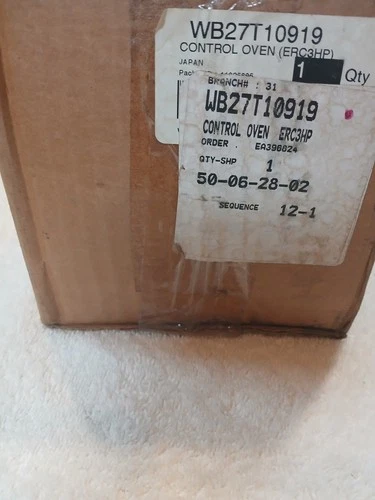 WB27T10919
CONTROL OVEN (ERC3HP)
JAPAN
1 Qty
BRANCH# : 31
WB27T10919
CONTROL OVEN ERC3HP
ORDER . EA396824
QTY-SHP 1
50-06-28-02
SEQUENCE 12-1